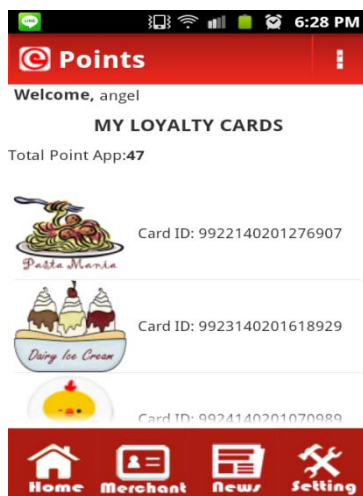 LINE
6:28 PM
e Points
Welcome, angel
MY LOYALTY CARDS
Total Point App:47
Pasta Mania
Card ID: 9922140201276907
Dairy Ice Cream
Card ID: 9923140201618929
Card ID: 9924140201070989
Home Merchant News Setting